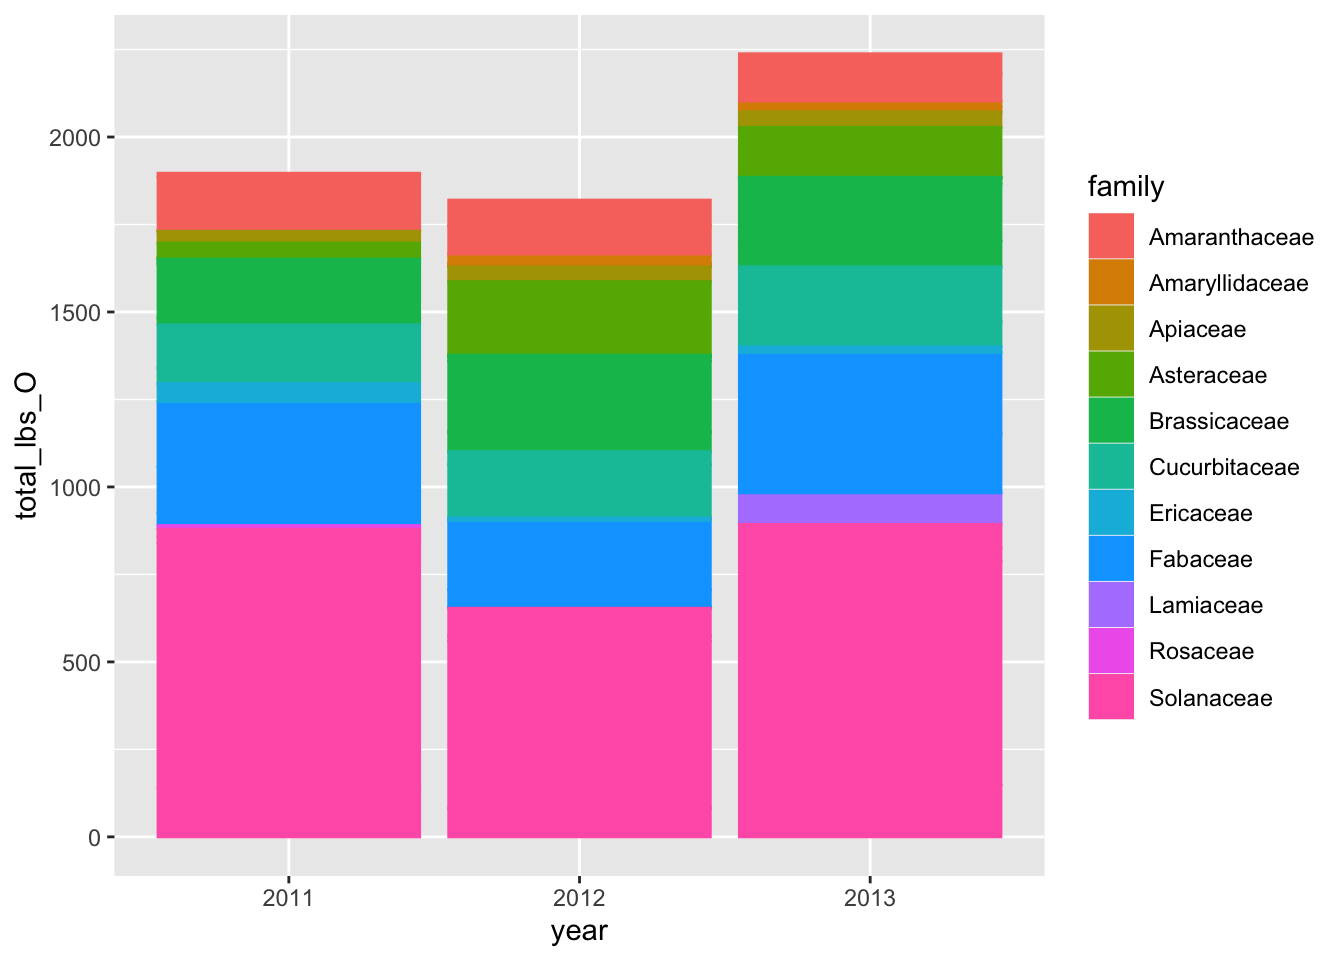 total_lbs_O
2000
1500
1000
500
0
2011
2012
2013
year
family
Amaranthaceae
Amaryllidaceae
Apiaceae
Asteraceae
Brassicaceae
Cucurbitaceae
Ericaceae
Fabaceae
Lamiaceae
Rosaceae
Solanaceae